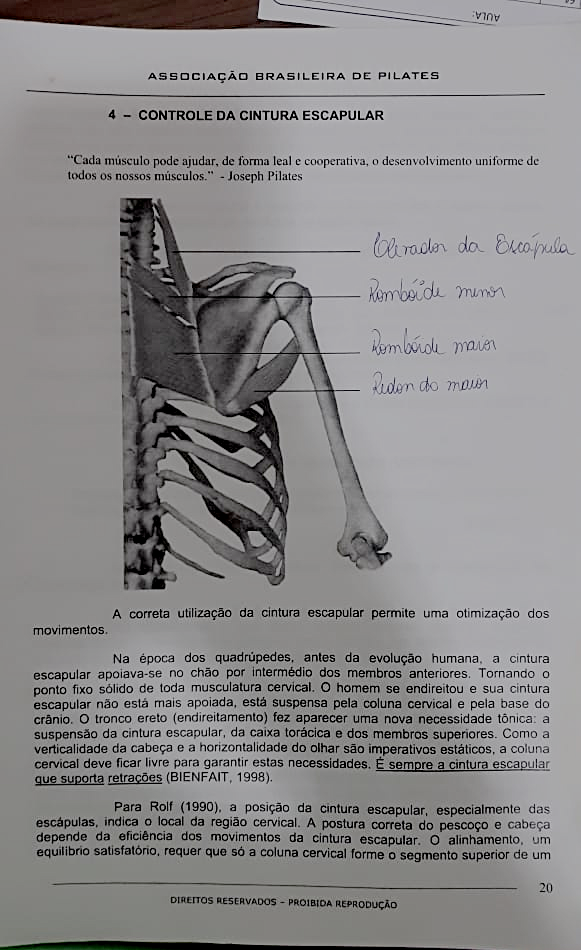 AULA:
ASSOCIAÇÃO BRASILEIRA DE PILATES
4 – CONTROLE DA CINTURA ESCAPULAR
“Cada músculo pode ajudar, de forma leal e cooperativa, o desenvolvimento uniforme de
todos os nossos músculos.” - Joseph Pilates
Elevador da Escápula
Rombóide menor
Rombóide maior
Redondo maior
A correta utilização da cintura escapular permite uma otimização dos
movimentos.
Na época dos quadrúpedes, antes da evolução humana, a cintura
escapular apoiava-se no chão por intermédio dos membros anteriores. Tornando o
ponto fixo sólido de toda musculatura cervical. O homem se endireitou e sua cintura
escapular não está mais apoiada, está suspensa pela coluna cervical e pela base do
crânio. O tronco ereto (endireitamento) fez aparecer uma nova necessidade tônica: a
suspensão da cintura escapular, da caixa torácica e dos membros superiores. Como a
verticalidade da cabeça e a horizontalidade do olhar são imperativos estáticos, a coluna
cervical deve ficar livre para garantir estas necessidades. É sempre a cintura escapular
que suporta retrações (BIENFAIT, 1998).
Para Rolf (1990), a posição da cintura escapular, especialmente das
escápulas, indica o local da região cervical. A postura correta do pescoço e cabeça
depende da eficiência dos movimentos da cintura escapular. O alinhamento, um
equilibrio satisfatório, requer que só a coluna cervical forme o segmento superior de um
20
DIREITOS RESERVADOS – PROIBIDA REPRODUÇÃO